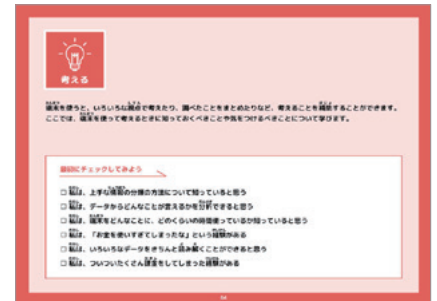 考える
端末を使うと、いろいろな視点で考えたり、調べたことをまとめたりなど、考えることを補助することができます。
ここでは、端末を使って考えるときに知っておくべきことや気をつけるべきことについて学びます。
最初にチェックしてみよう
□ 私は、上手な情報の分類の方法について知っていると思う
□ 私は、データからどんなことが言えるかを分析できると思う
□ 私は、端末をどんなことに、どのくらいの時間使っているか知っていると思う
□ 私は、「お金を使いすぎてしまったな」という経験がある
□ 私は、いろいろなデータをきちんと読み解くことができると思う
□ 私は、ついついたくさん課金をしてしまった経験がある